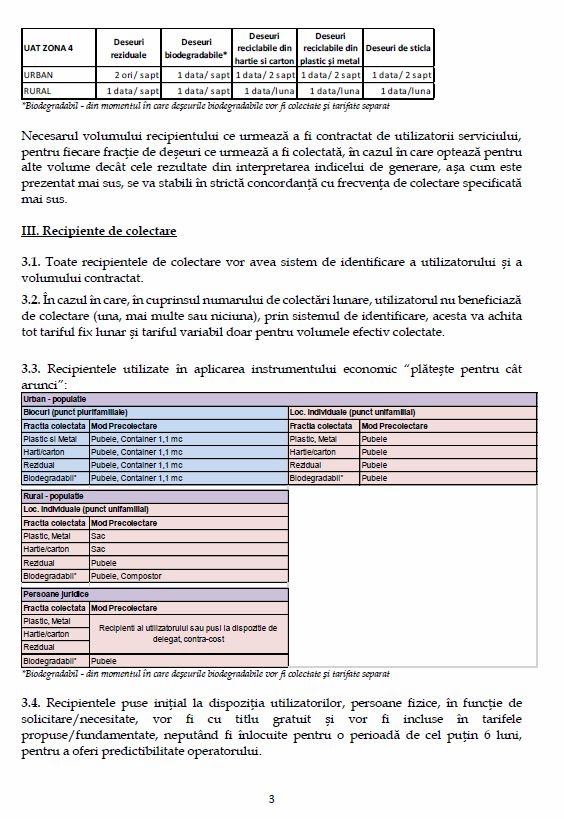 UAT ZONA 4 | Deseuri reziduale | Deseuri biodegradabile* | Deseuri reciclabile din hartie si carton | Deseuri reciclabile din plastic și metal | Deseuri de sticla
URBAN | 2 ori/ sapt | 1 data/ sapt | 1 data/ 2 sapt | 1 data/ 2 sapt | 1 data/ 2 sapt
RURAL | 1 data/ sapt | 1 data/ sapt | 1 data/luna | 1 data/luna | 1 data/luna
*Biodegradabil - din momentul în care deșeurile biodegradabile vor fi colectate și tarifate separat
Necesarul volumului recipientului ce urmează a fi contractat de utilizatorii serviciului,
pentru fiecare fracție de deșeuri ce urmează a fi colectată, în cazul în care optează pentru
alte volume decât cele rezultate din interpretarea indicelui de generare, așa cum este
prezentat mai sus, se va stabili în strictă concordanță cu frecvența de colectare specificată
mai sus.
III. Recipiente de colectare
3.1. Toate recipientele de colectare vor avea sistem de identificare a utilizatorului și a
volumului contractat.
3.2. În cazul în care, în cuprinsul numarului de colectări lunare, utilizatorul nu beneficiază
de colectare (una, mai multe sau niciuna), prin sistemul de identificare, acesta va achita
tot tariful fix lunar și tariful variabil doar pentru volumele efectiv colectate.
3.3. Recipientele utilizate în aplicarea instrumentului economic “plătește pentru cât
arunci”:
Urban - populatie
Blocuri (punct plurifamiliale) | Loc. Individuale (punct unifamilial)
Fractia colectata | Mod Precolectare | Fractia colectata | Mod Precolectare
Plastic si Metal | Pubele, Container 1,1 mc | Plastic, Metal | Pubele
Harti/carton | Pubele, Container 1,1 mc | Hartie/carton | Pubele
Rezidual | Pubele, Container 1,1 mc | Rezidual | Pubele
Biodegradabil* | Pubele, Container 1,1 mc | Biodegradabil* | Pubele
Rural - populatie
Loc. Individuale (punct unifamilial)
Fractia colectata | Mod Precolectare
Plastic, Metal | Sac
Hartie/carton | Sac
Rezidual | Pubele
Biodegradabil* | Pubele, Compostor
Persoane juridice
Fractia colectata | Mod Precolectare
Plastic, Metal
Hartie/carton | Recipienti al utilizatorului sau pusi la dispozitie de
Rezidual | delegat, contra-cost
Biodegradabil* | Pubele
*Biodegradabil - din momentul în care deșeurile biodegradabile vor fi colectate și tarifate separat
3.4. Recipientele puse inițial la dispoziția utilizatorilor, persoane fizice, în funcție de
solicitare/necesitate, vor fi cu titlu gratuit și vor fi incluse în tarifele
propuse/fundamentate, neputând fi înlocuite pentru o perioadă de cel puțin 6 luni,
pentru a oferi predictibilitate operatorului.
3